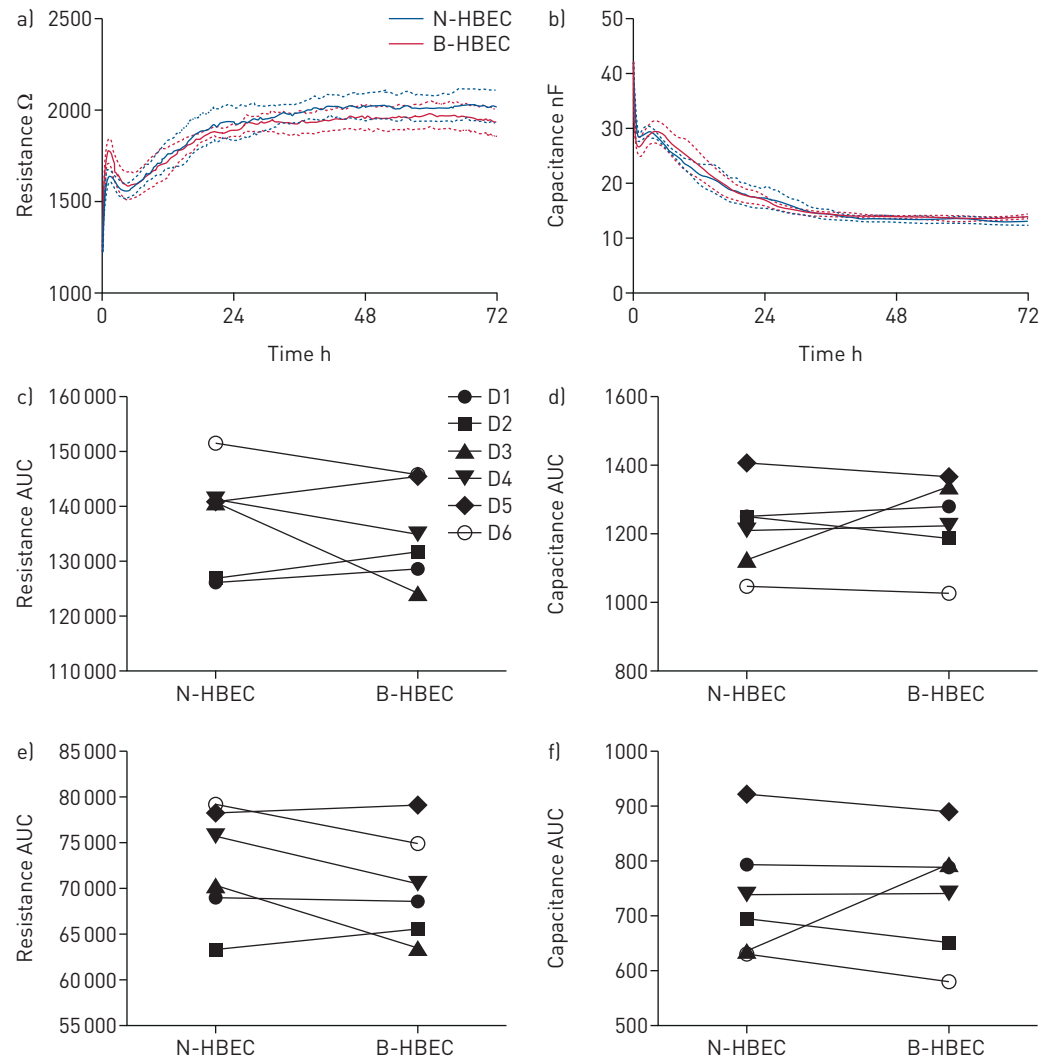 a)
2500
2000
1500
1000
Resistance Ω
0
24
48
72
Time h
N-HBEC
B-HBEC
b)
50
40
30
20
10
0
Capacitance nF
0
24
48
72
Time h
c)
160 000
150 000
140 000
130 000
120 000
110 000
Resistance AUC
N-HBEC
B-HBEC
D1
D2
D3
D4
D5
D6
d)
1600
1400
1200
1000
800
Capacitance AUC
N-HBEC
B-HBEC
e)
85 000
80 000
75 000
70 000
65 000
60 000
55 000
Resistance AUC
N-HBEC
B-HBEC
f)
1000
900
800
700
600
500
Capacitance AUC
N-HBEC
B-HBEC